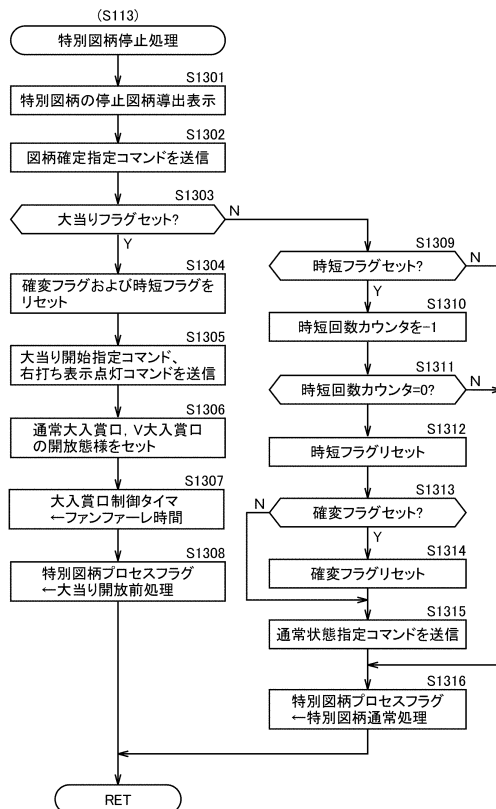 (S113)
特別図柄停止処理
S1301
特別図柄の停止図柄導出表示
S1302
図柄確定指定コマンドを送信
S1303
大当りフラグセット?
N
Y
S1304
確変フラグおよび時短フラグを
リセット
S1305
大当り開始指定コマンド、
右打ち表示点灯コマンドを送信
S1306
通常大入賞口，V大入賞口
の開放態様をセット
S1307
大入賞口制御タイマ
←ファンファーレ時間
S1308
特別図柄プロセスフラグ
←大当り開放前処理
S1309
時短フラグセット?
N
Y
S1310
時短回数カウンタを-1
S1311
時短回数カウンタ=0?
N
Y
S1312
時短フラグリセット
S1313
N
確変フラグセット?
Y
S1314
確変フラグリセット
S1315
通常状態指定コマンドを送信
S1316
特別図柄プロセスフラグ
←特別図柄通常処理
RET